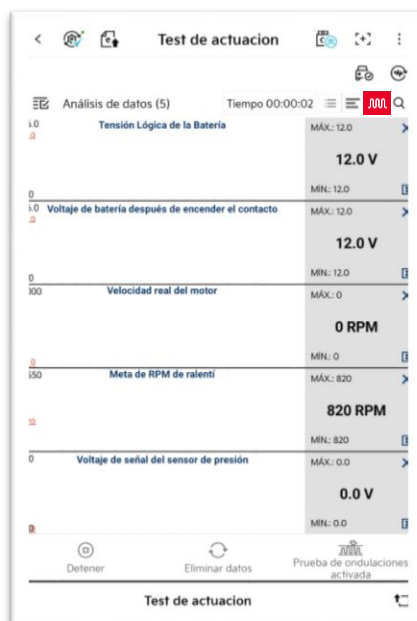 Test de actuacion
Análisis de datos (5)
Tiempo 00:00:02
Tensión Lógica de la Batería
MÁX.: 12.0
12.0 V
MÍN.: 12.0
Voltaje de batería después de encender el contacto
MÁX.: 12.0
12.0 V
MÍN.: 12.0
Velocidad real del motor
MÁX.: 0
0 RPM
MÍN.: 0
Meta de RPM de ralentí
MÁX.: 820
820 RPM
MÍN.: 820
Voltaje de señal del sensor de presión
MÁX.: 0.0
0.0 V
MÍN.: 0.0
Detener
Eliminar datos
Prueba de ondulaciones
activada
Test de actuacion